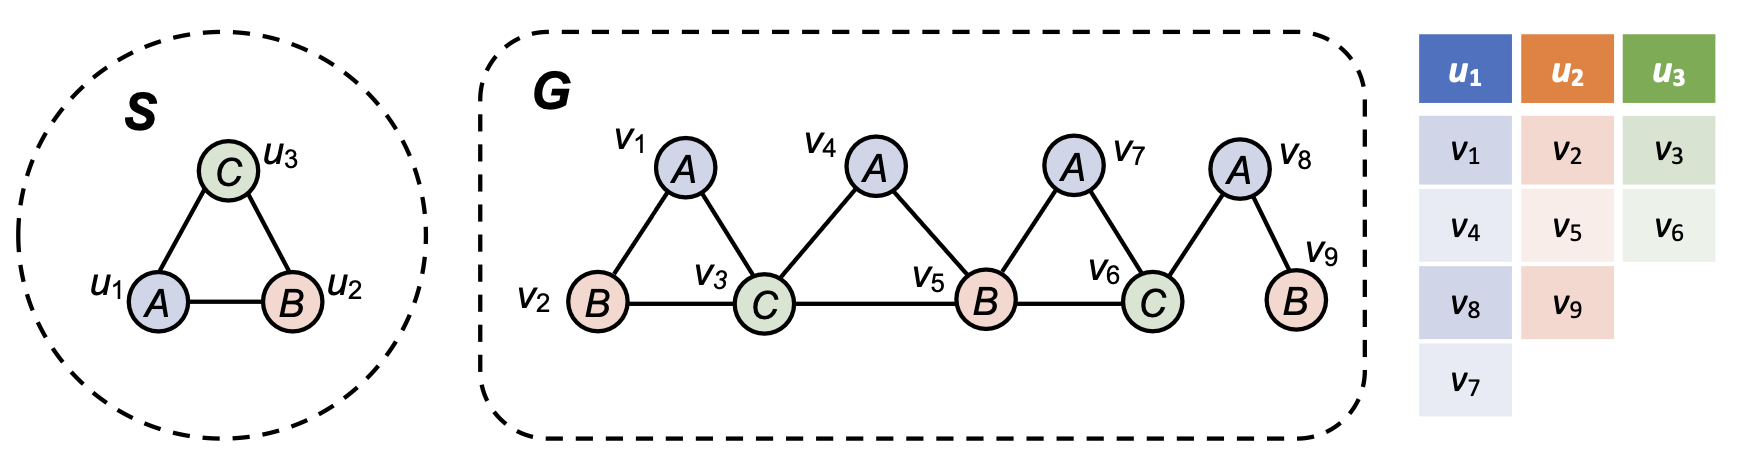 S
C u₃
u₁ A B u₂
G
v₁ A v₄ A A v₇ A v₈
v₂ B v₃ C v₅ B v₆ C B v₉
u₁ u₂ u₃
v₁ v₂ v₃
v₄ v₅ v₆
v₈ v₉
v₇